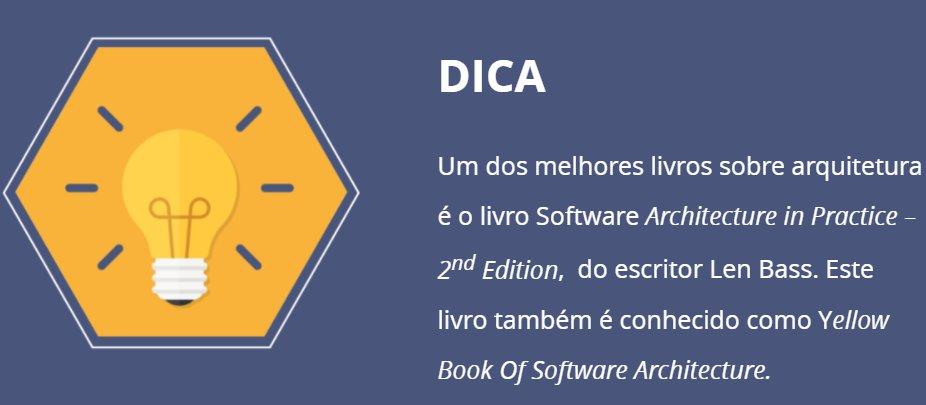 DICA
Um dos melhores livros sobre arquitetura
é o livro Software Architecture in Practice –
2nd Edition,  do escritor Len Bass. Este
livro também é conhecido como Yellow
Book Of Software Architecture.